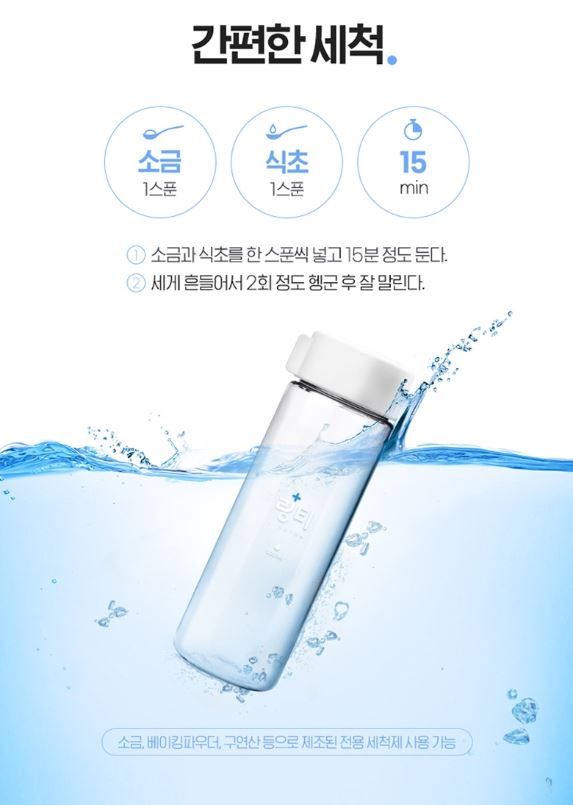 간편한 세척.
소금
1스푼
식초
1스푼
15
min
① 소금과 식초를 한 스푼씩 넣고 15분 정도 둔다.
② 세게 흔들어서 2회 정도 헹군 후 잘 말린다.
링티
소금, 베이킹파우더, 구연산 등으로 제조된 전용 세척제 사용 가능